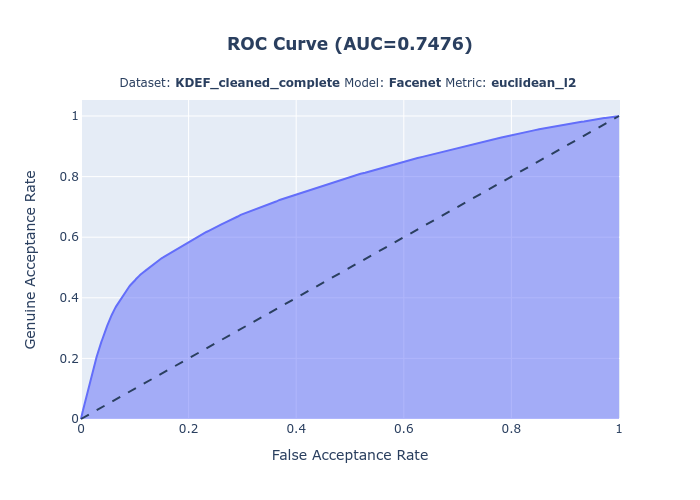 ROC Curve (AUC=0.7476)
Dataset: KDEF_cleaned_complete Model: Facenet Metric: euclidean_l2
Genuine Acceptance Rate
1
0.8
0.6
0.4
0.2
0
0 0.2 0.4 0.6 0.8 1
False Acceptance Rate